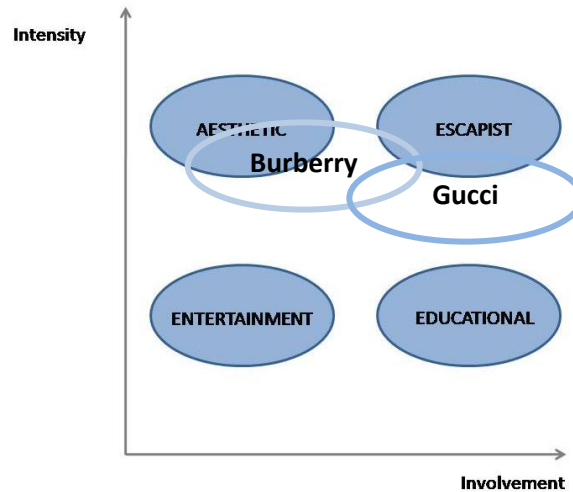 Intensity
AESTHETIC
ESCAPIST
Burberry
Gucci
ENTERTAINMENT
EDUCATIONAL
Involvement